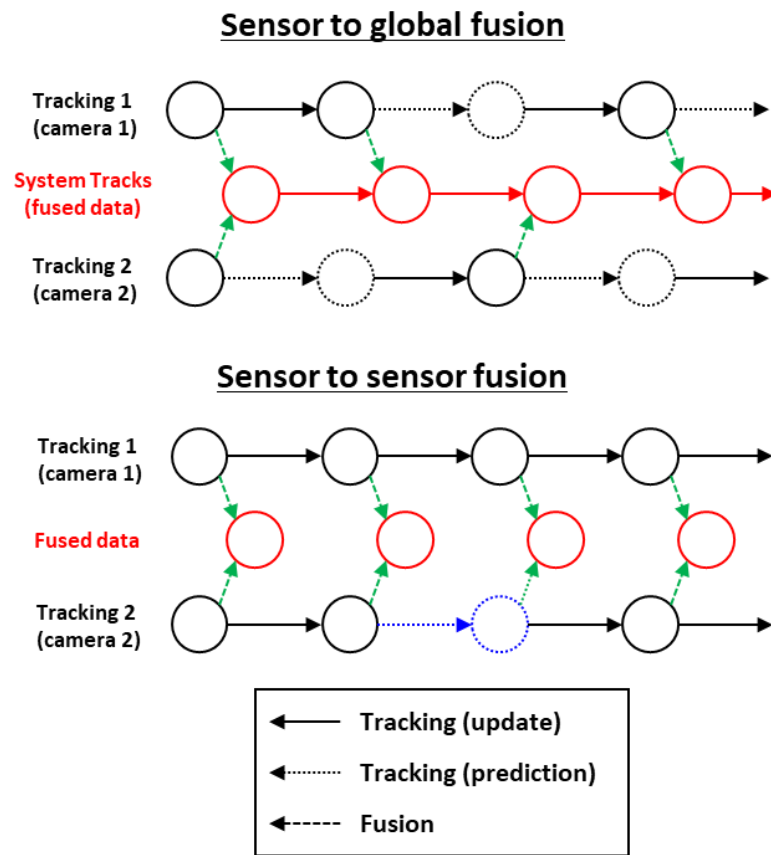 Sensor to global fusion
Tracking 1
(camera 1)
System Tracks
(fused data)
Tracking 2
(camera 2)
Sensor to sensor fusion
Tracking 1
(camera 1)
Fused data
Tracking 2
(camera 2)
Tracking (update)
Tracking (prediction)
Fusion